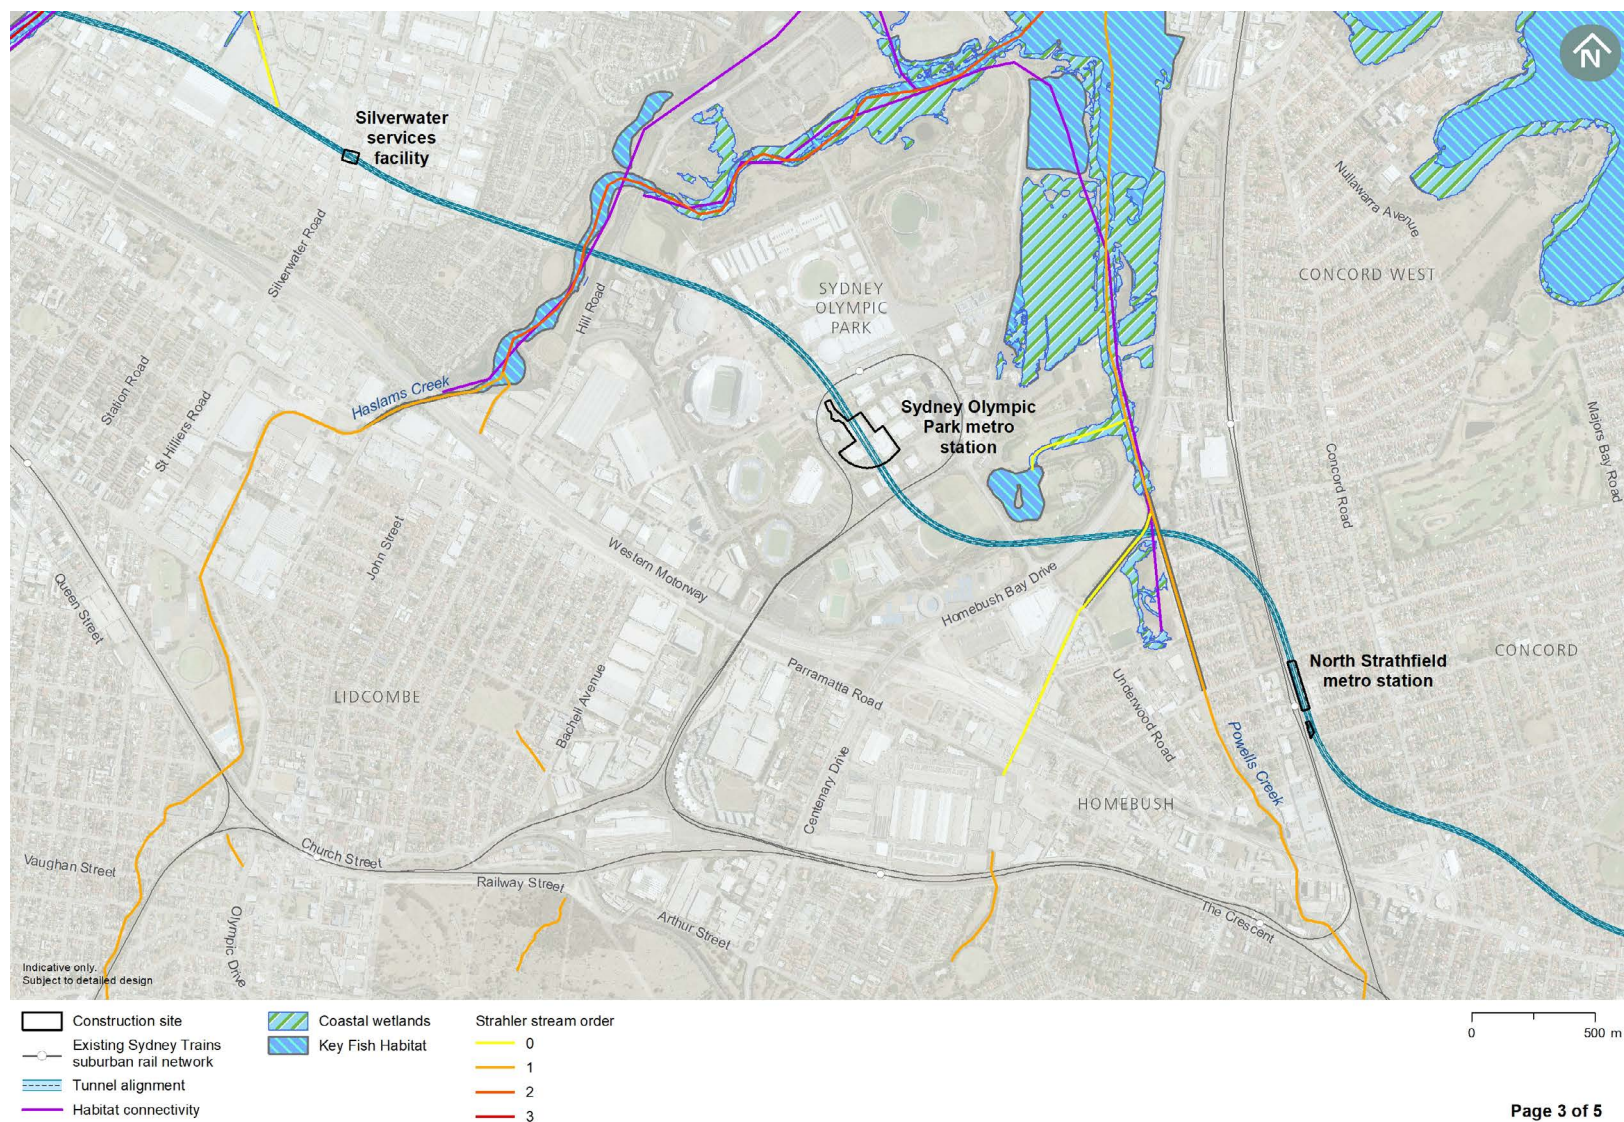 N
Silverwater
services
facility
Silverwater Road
Nullawarra Avenue
CONCORD WEST
SYDNEY
OLYMPIC
PARK
Hill Road
Station Road
St Hilliers Road
Haslams Creek
Sydney Olympic
Park metro
station
Concord Road
Majors Bay Road
John Street
Western Motorway
Queen Street
Homebush Bay Drive
CONCORD
North Strathfield
metro station
LIDCOMBE
Bachell Avenue
Parramatta Road
Underwood Road
Powells Creek
Centenary Drive
HOMEBUSH
Church Street
Vaughan Street
Railway Street
Olympic Drive
Arthur Street
The Crescent
Indicative only.
Subject to detailed design
Construction site
Existing Sydney Trains
suburban rail network
Tunnel alignment
Habitat connectivity
Coastal wetlands
Key Fish Habitat
Strahler stream order
0
1
2
3
0 500 m
Page 3 of 5